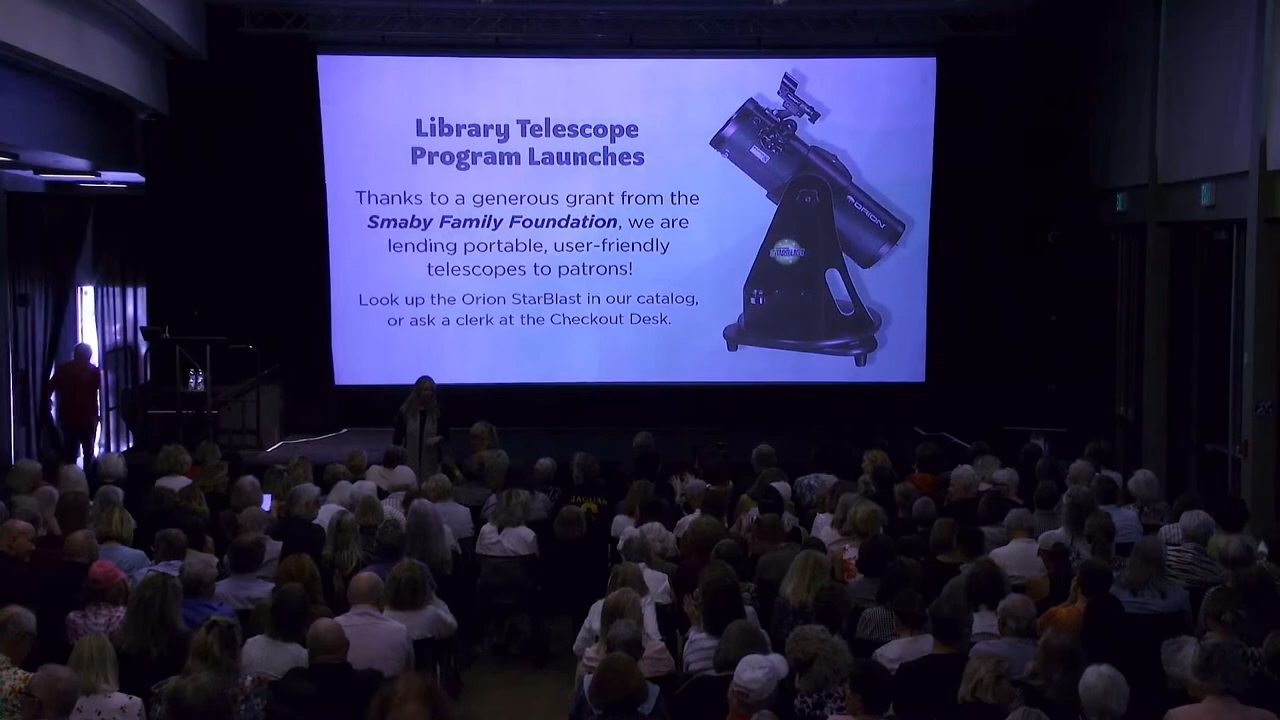 Library Telescope
Program Launches
Thanks to a generous grant from the
Smaby Family Foundation, we are
lending portable, user-friendly
telescopes to patrons!
Look up the Orion StarBlast in our catalog,
or ask a clerk at the Checkout Desk.
ORION
STARBLAST
JAGUAR